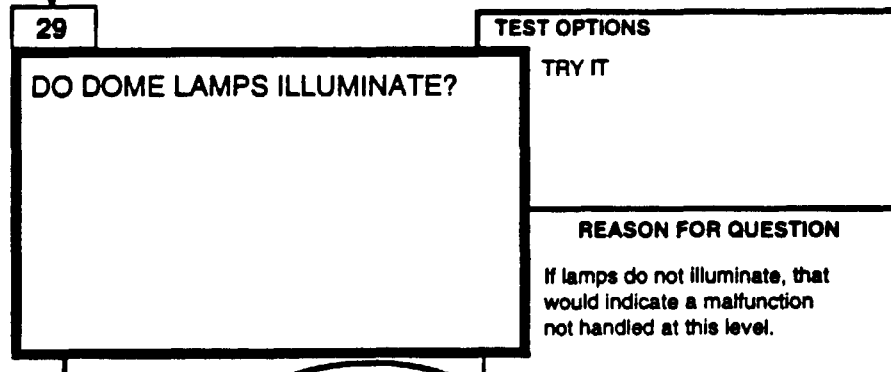 29
DO DOME LAMPS ILLUMINATE?
TEST OPTIONS
TRY IT
REASON FOR QUESTION
If lamps do not illuminate, that
would indicate a malfunction
not handled at this level.